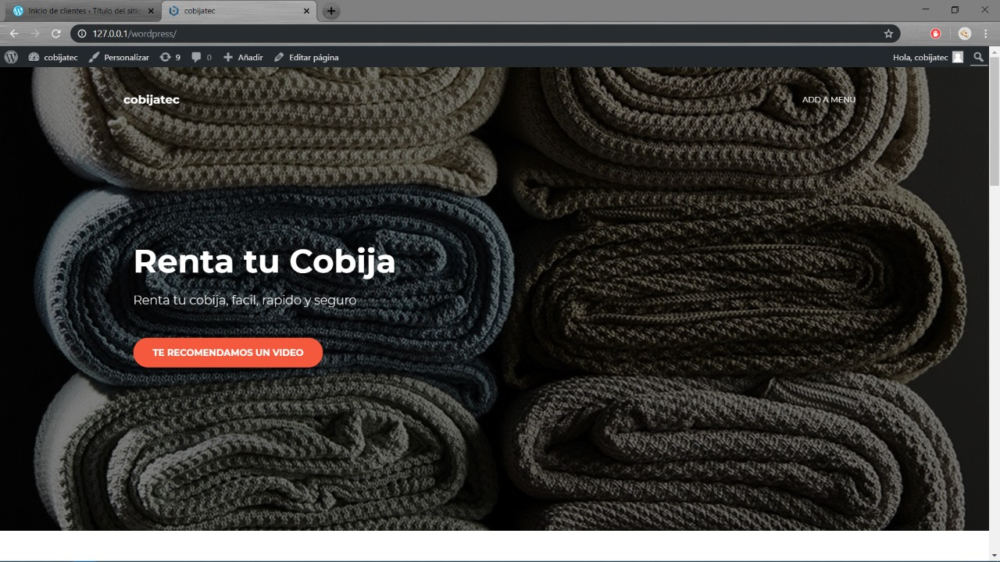 Inicio de clientes ‹ Título del sitio
cobijatec
127.0.0.1/wordpress/
cobijatec
Personalizar
9
0
Añadir
Editar página
Hola, cobijatec
cobijatec
ADD A MENU
Renta tu Cobija
Renta tu cobija, facil, rapido y seguro
TE RECOMENDAMOS UN VIDEO